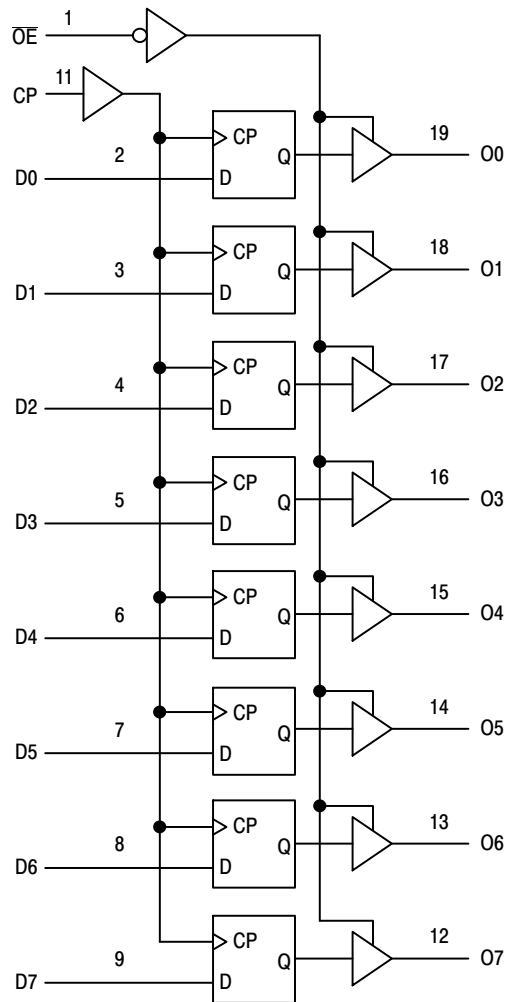 1
O̅E̅
11
CP
2 CP Q 19
D0 D O0
3 CP Q 18
D1 D O1
4 CP Q 17
D2 D O2
5 CP Q 16
D3 D O3
6 CP Q 15
D4 D O4
7 CP Q 14
D5 D O5
8 CP Q 13
D6 D O6
9 CP Q 12
D7 D O7